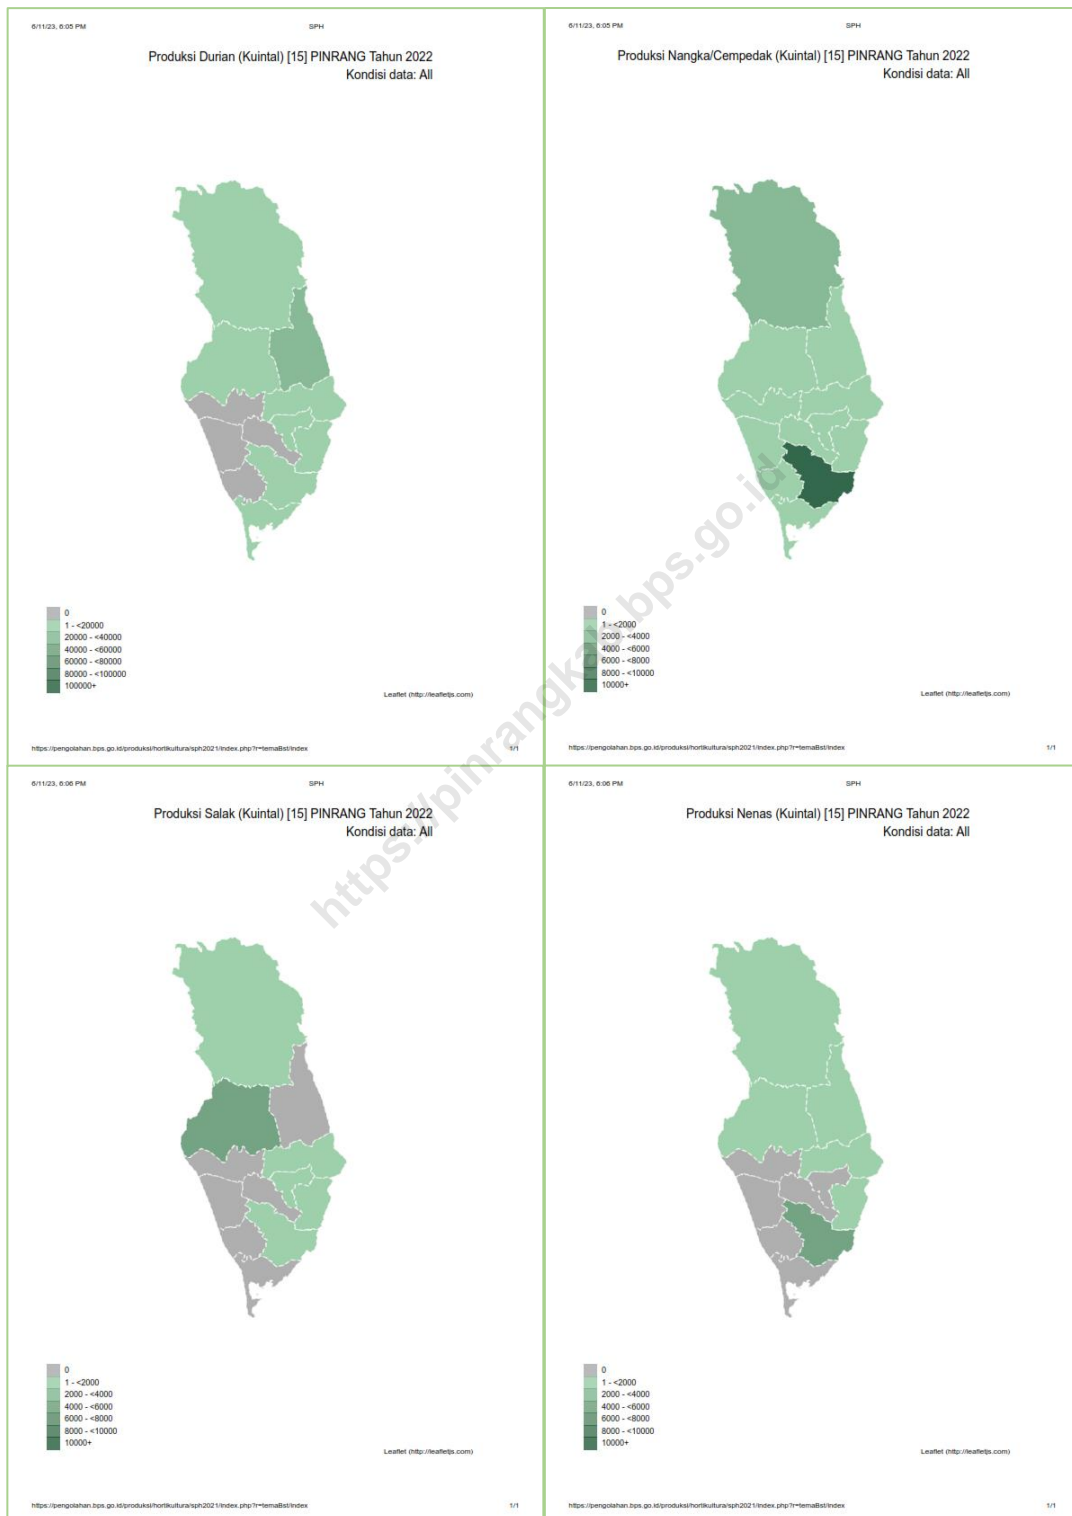 6/11/23, 6:05 PM
SPH
Produksi Durian (Kuintal) [15] PINRANG Tahun 2022
Kondisi data: All
0
1 - <20000
20000 - <40000
40000 - <60000
60000 - <80000
80000 - <100000
100000+
Leaflet (http://leafletjs.com)
https://pengolahan.bps.go.id/produksi/hortikultura/sph2021/index.php?r=temaBst/index
1/1
6/11/23, 6:05 PM
SPH
Produksi Nangka/Cempedak (Kuintal) [15] PINRANG Tahun 2022
Kondisi data: All
0
1 - <2000
2000 - <4000
4000 - <6000
6000 - <8000
8000 - <10000
10000+
Leaflet (http://leafletjs.com)
https://pengolahan.bps.go.id/produksi/hortikultura/sph2021/index.php?r=temaBst/index
1/1
https://pinrangkab.bps.go.id
6/11/23, 6:06 PM
SPH
Produksi Salak (Kuintal) [15] PINRANG Tahun 2022
Kondisi data: All
0
1 - <2000
2000 - <4000
4000 - <6000
6000 - <8000
8000 - <10000
10000+
Leaflet (http://leafletjs.com)
https://pengolahan.bps.go.id/produksi/hortikultura/sph2021/index.php?r=temaBst/index
1/1
6/11/23, 6:06 PM
SPH
Produksi Nenas (Kuintal) [15] PINRANG Tahun 2022
Kondisi data: All
0
1 - <2000
2000 - <4000
4000 - <6000
6000 - <8000
8000 - <10000
10000+
Leaflet (http://leafletjs.com)
https://pengolahan.bps.go.id/produksi/hortikultura/sph2021/index.php?r=temaBst/index
1/1